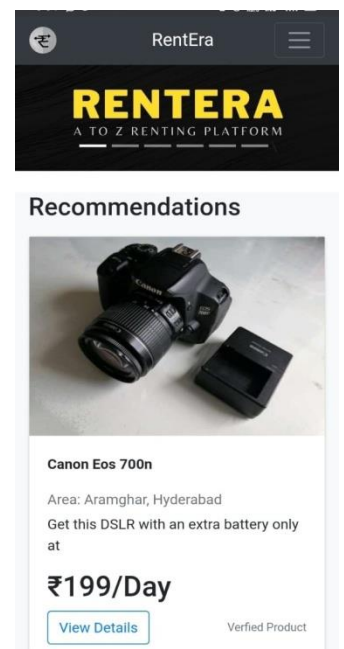 RentEra
RENTERA
A TO Z RENTING PLATFORM
Recommendations
Canon
Canon Eos 700n
Area: Aramghar, Hyderabad
Get this DSLR with an extra battery only
at
₹199/Day
View Details
Verfied Product